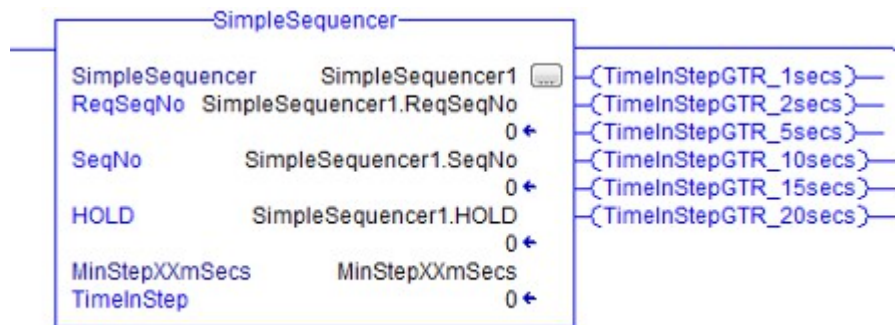 SimpleSequencer
SimpleSequencer SimpleSequencer1 ... (TimeInStepGTR_1secs)
ReqSeqNo SimpleSequencer1.ReqSeqNo (TimeInStepGTR_2secs)
0 (TimeInStepGTR_5secs)
SeqNo SimpleSequencer1.SeqNo (TimeInStepGTR_10secs)
0 (TimeInStepGTR_15secs)
HOLD SimpleSequencer1.HOLD (TimeInStepGTR_20secs)
0
MinStepXXmSecs MinStepXXmSecs
TimeInStep 0